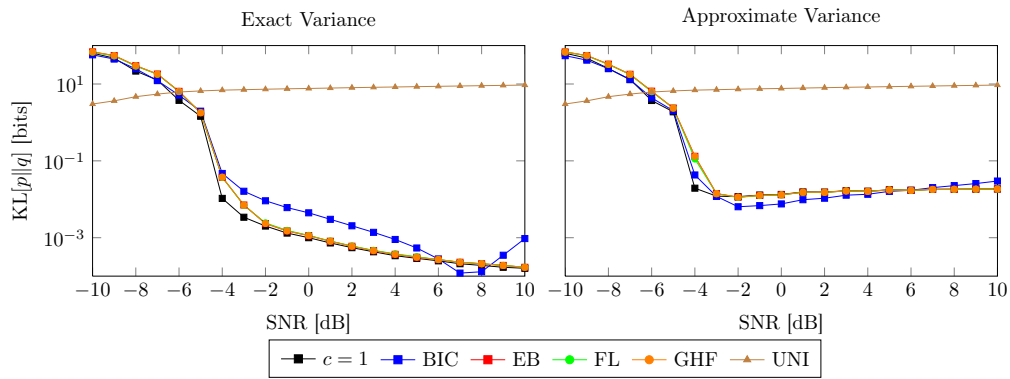 Exact Variance
Approximate Variance
KL[p||q] [bits]
10^1
10^−1
10^−3
−10 −8 −6 −4 −2 0 2 4 6 8 10
−10 −8 −6 −4 −2 0 2 4 6 8 10
SNR [dB]
SNR [dB]
c = 1 BIC EB FL GHF UNI